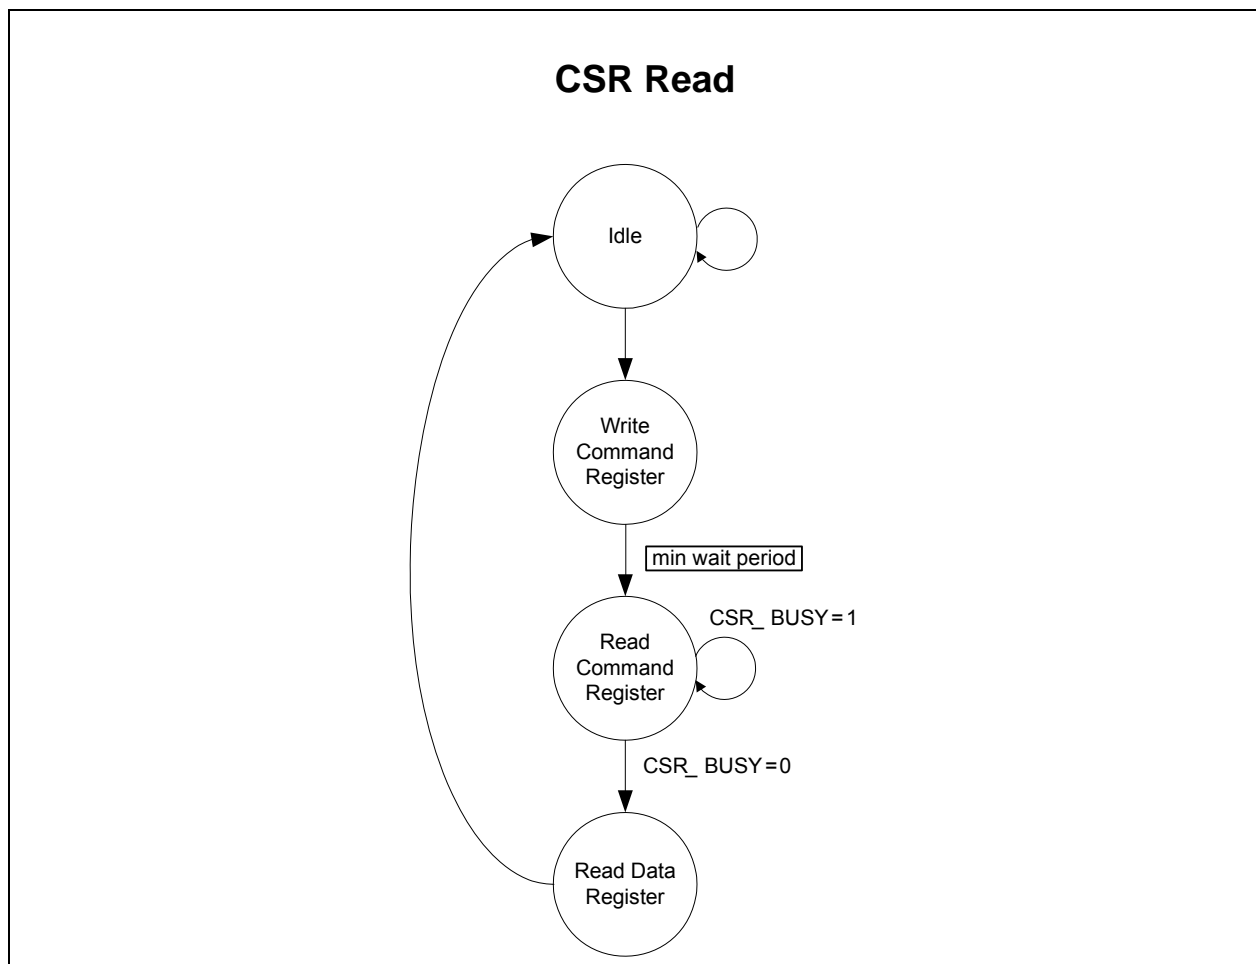 CSR Read
Idle
Write
Command
Register
min wait period
CSR_ BUSY=1
Read
Command
Register
CSR_ BUSY=0
Read Data
Register